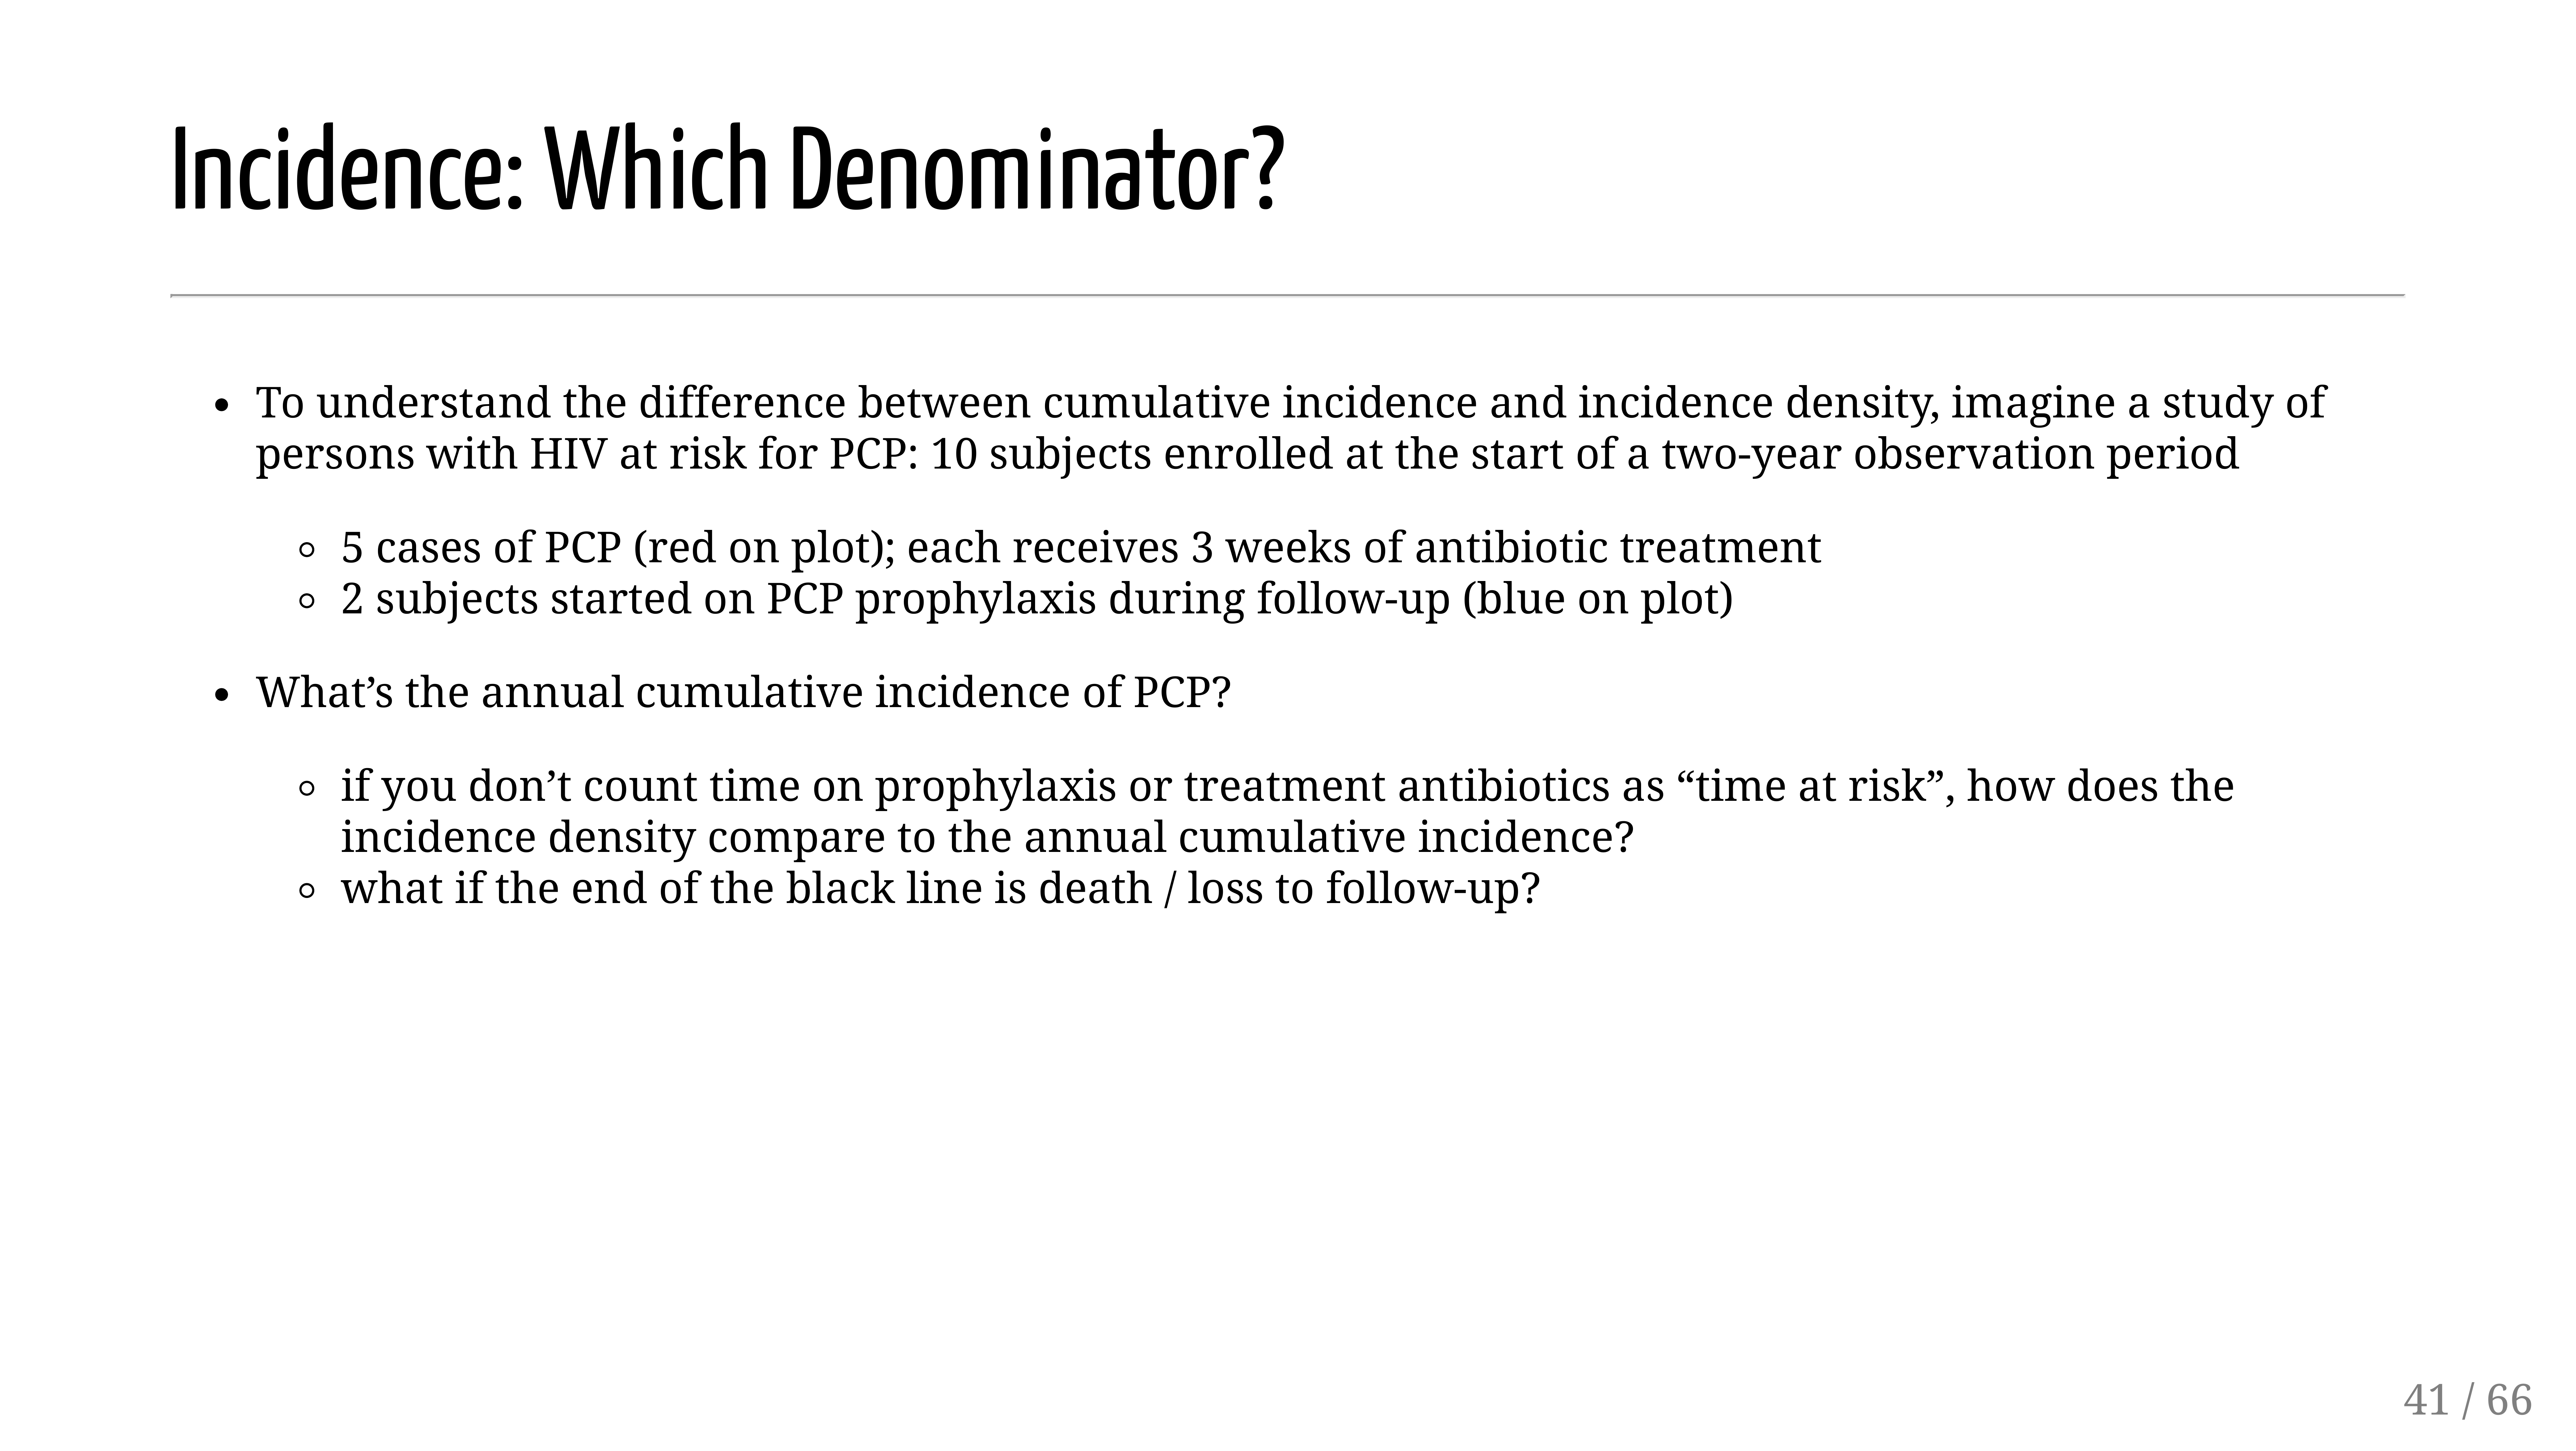 Incidence: Which Denominator?
• To understand the difference between cumulative incidence and incidence density, imagine a study of
persons with HIV at risk for PCP: 10 subjects enrolled at the start of a two-year observation period
◦ 5 cases of PCP (red on plot); each receives 3 weeks of antibiotic treatment
◦ 2 subjects started on PCP prophylaxis during follow-up (blue on plot)
• What’s the annual cumulative incidence of PCP?
◦ if you don’t count time on prophylaxis or treatment antibiotics as “time at risk”, how does the
incidence density compare to the annual cumulative incidence?
◦ what if the end of the black line is death / loss to follow-up?
41 / 66